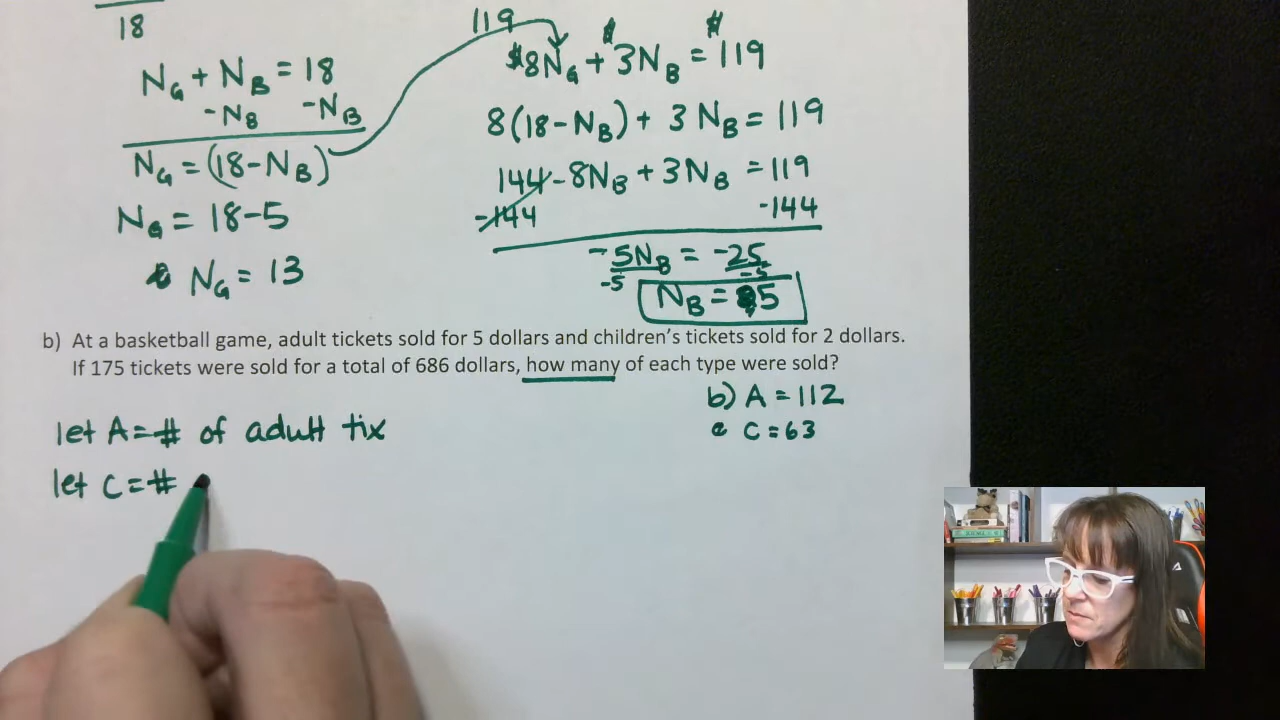 18
N_G + N_B = 18
-N_B -N_B
N_G = (18-N_B)
N_G = 18-5
& N_G = 13
119
$8N_G + $3N_B = $119
8(18-N_B) + 3N_B = 119
144-8N_B + 3N_B = 119
-144 -144
-5N_B = -25
-5 -5
N_B = 5
b) At a basketball game, adult tickets sold for 5 dollars and children's tickets sold for 2 dollars.
If 175 tickets were sold for a total of 686 dollars, how many of each type were sold?
b) A = 112
C = 63
let A = # of adult tix
let C = #